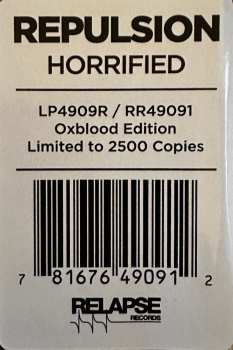 REPULSION
HORRIFIED
LP4909R / RR49091
Oxblood Edition
Limited to 2500 Copies
7 81676 49091 2
RELAPSE
RECORDS